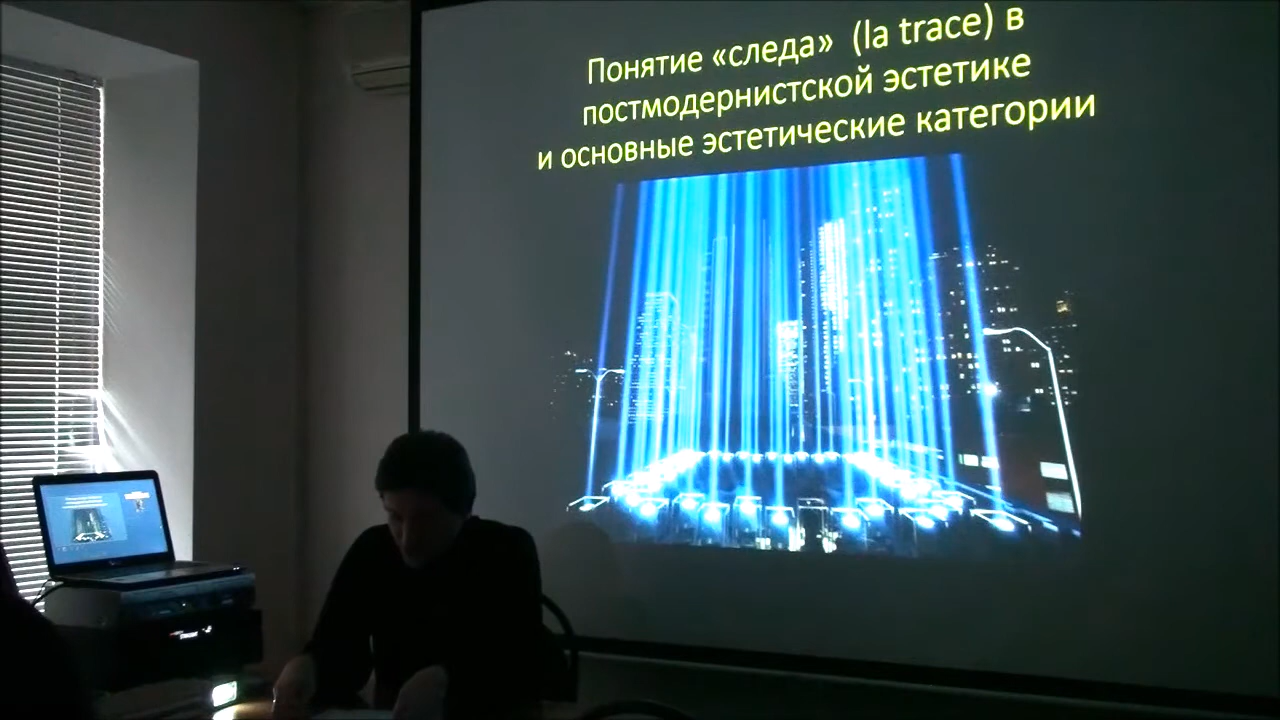 Понятие «следа» (la trace) в
постмодернистской эстетике
и основные эстетические категории